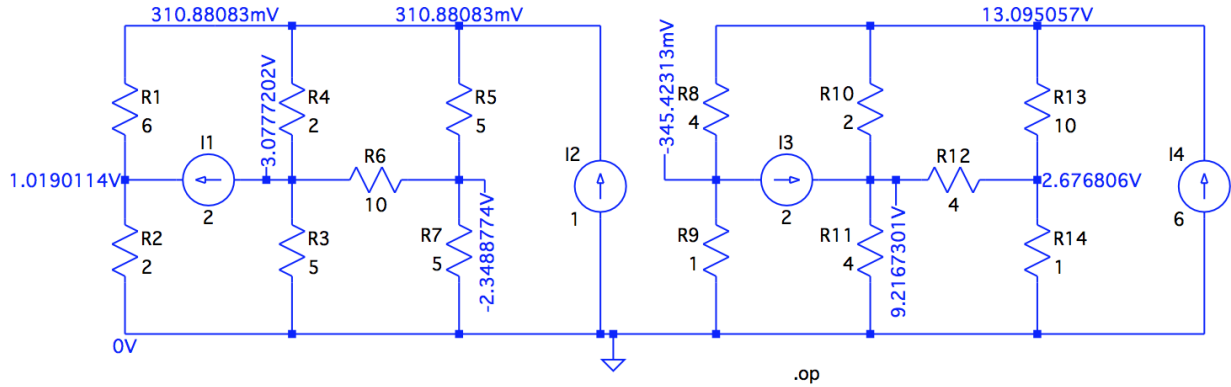 310.88083mV
310.88083mV
13.095057V
R1
6
R4
2
R5
5
R8
4
R10
2
R13
10
-3.0777202V
-345.42313mV
I1
2
R6
10
I2
1
I3
2
R12
4
I4
6
1.0190114V
2.676806V
R2
2
R3
5
R7
5
-2.3488774V
R9
1
R11
4
9.2167301V
R14
1
0V
.op